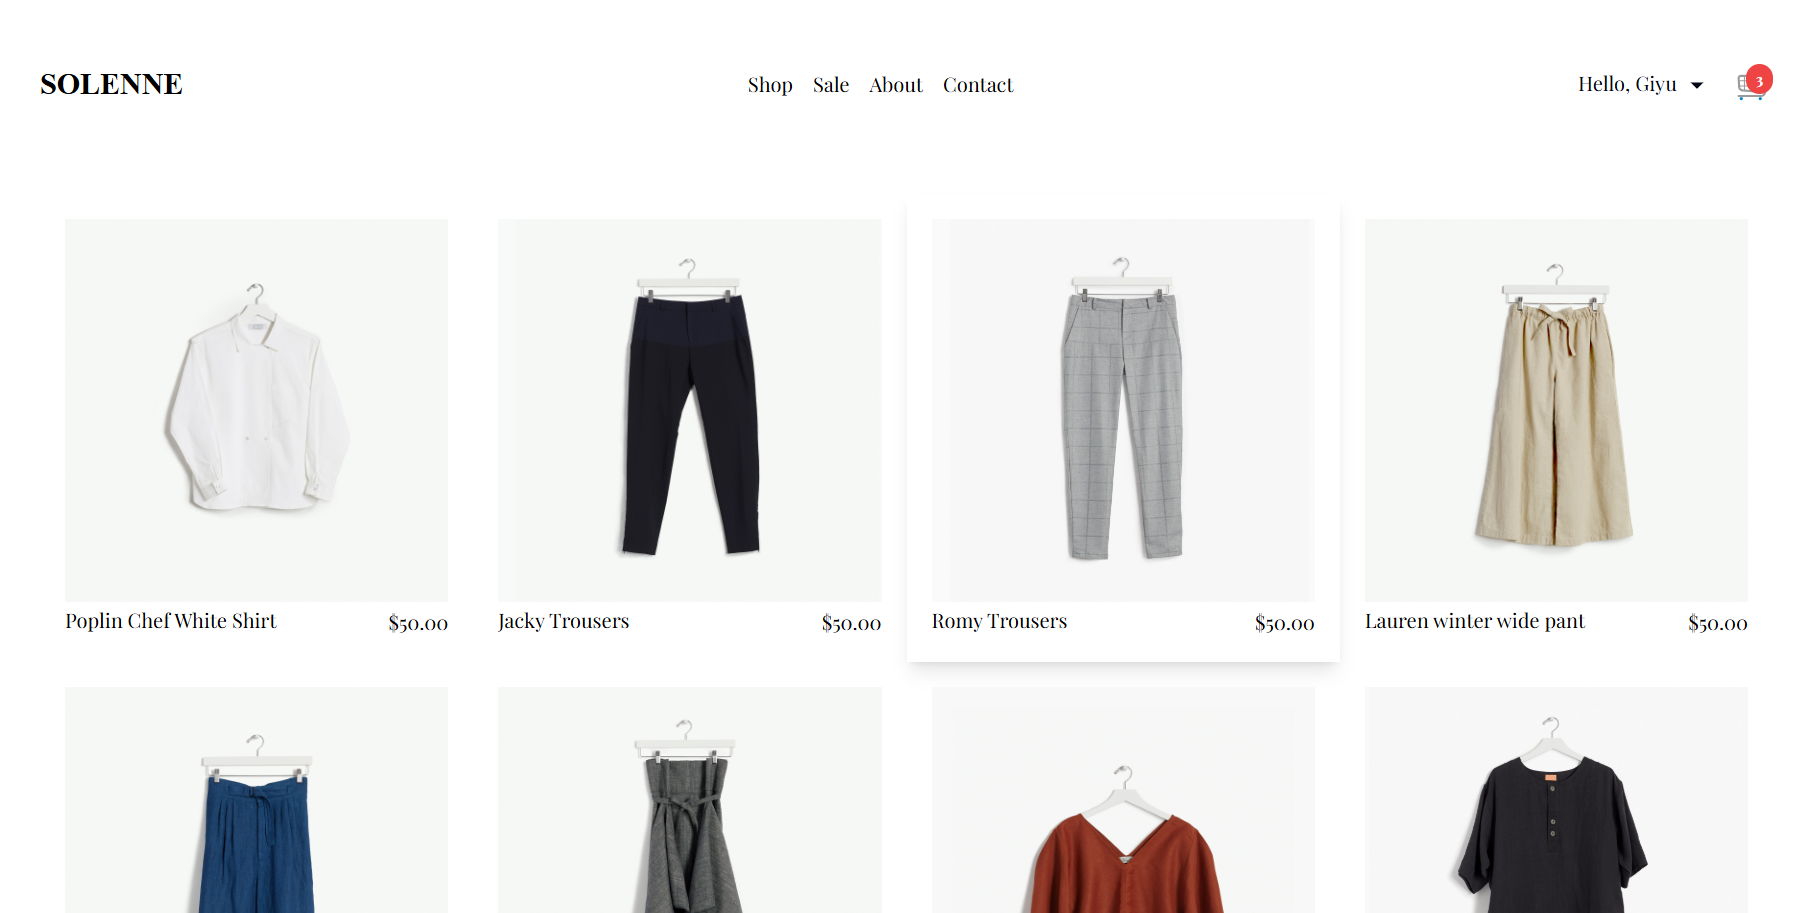 SOLENNE
Shop Sale About Contact
Hello, Giyu
3
Poplin Chef White Shirt $50.00
Jacky Trousers $50.00
Romy Trousers $50.00
Lauren winter wide pant $50.00